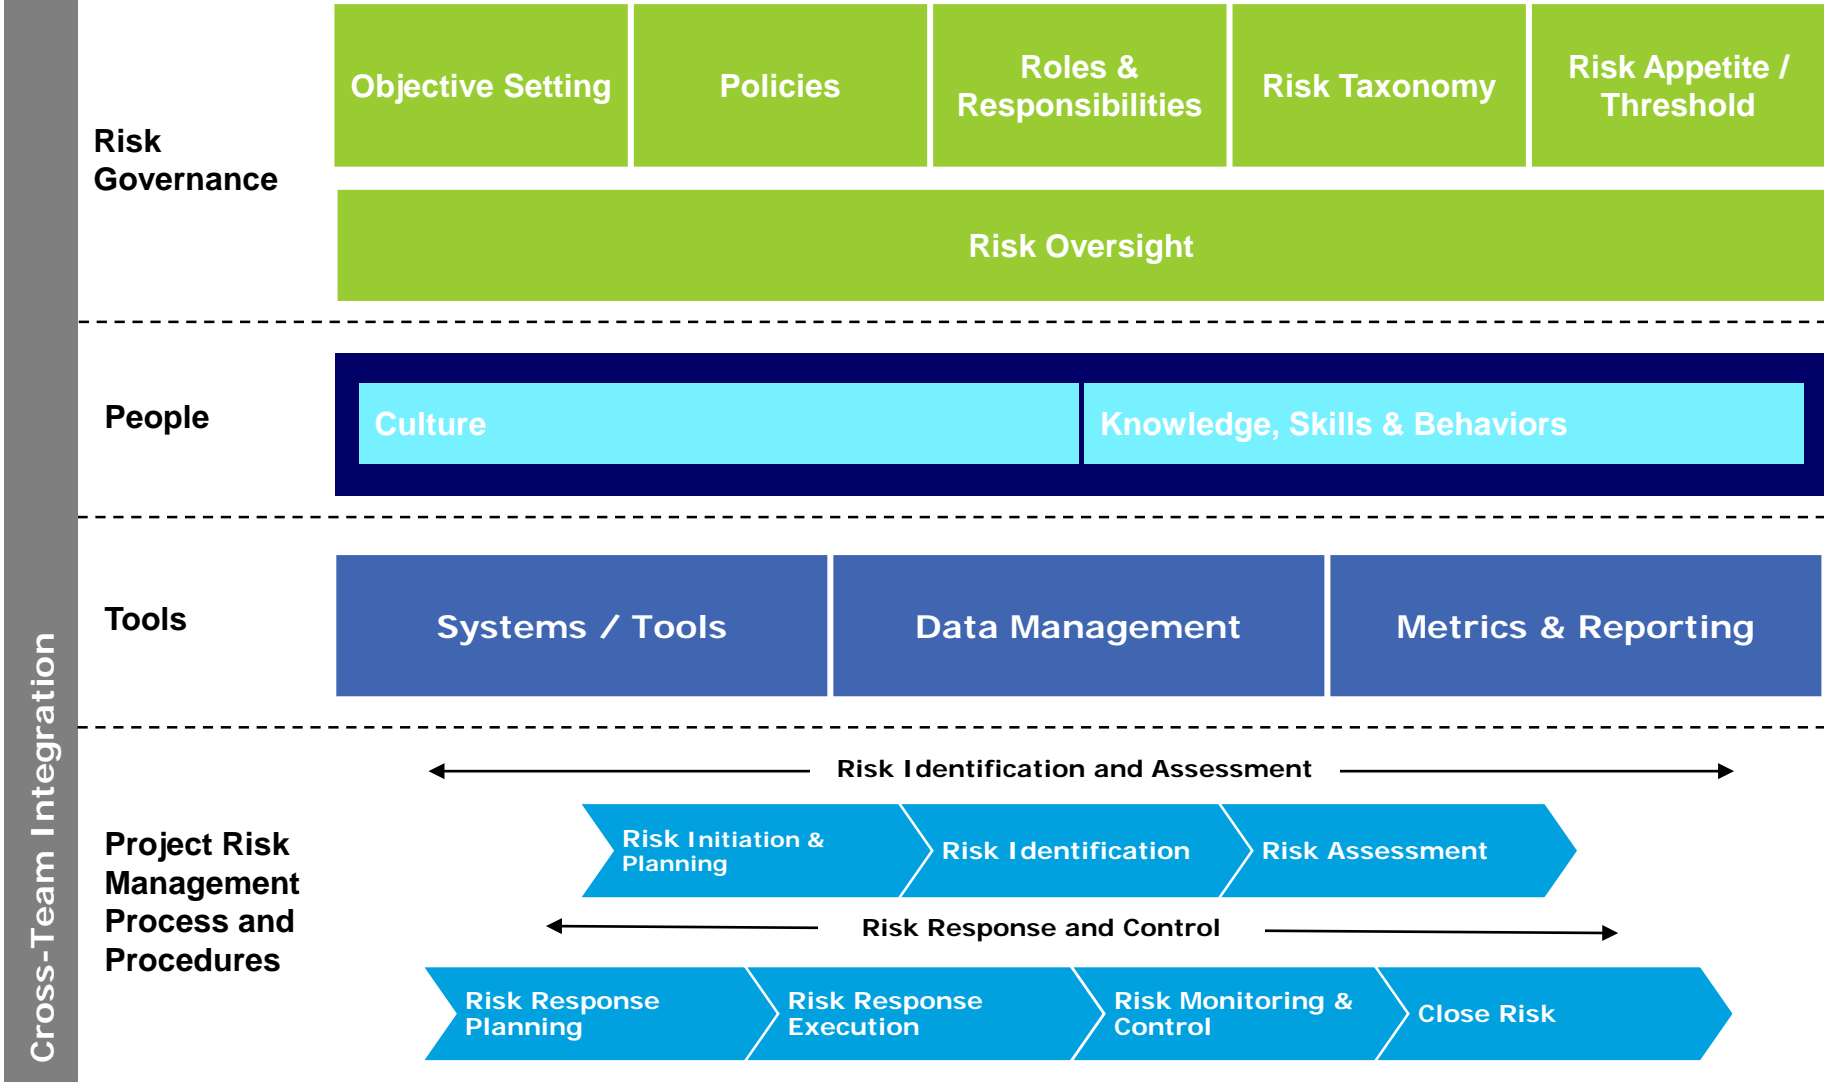 Cross-Team Integration
Risk
Governance
Objective Setting
Policies
Roles &
Responsibilities
Risk Taxonomy
Risk Appetite /
Threshold
Risk Oversight
People
Culture
Knowledge, Skills & Behaviors
Tools
Systems / Tools
Data Management
Metrics & Reporting
Project Risk
Management
Process and
Procedures
Risk Identification and Assessment
Risk Initiation &
Planning
Risk Identification
Risk Assessment
Risk Response and Control
Risk Response
Planning
Risk Response
Execution
Risk Monitoring &
Control
Close Risk